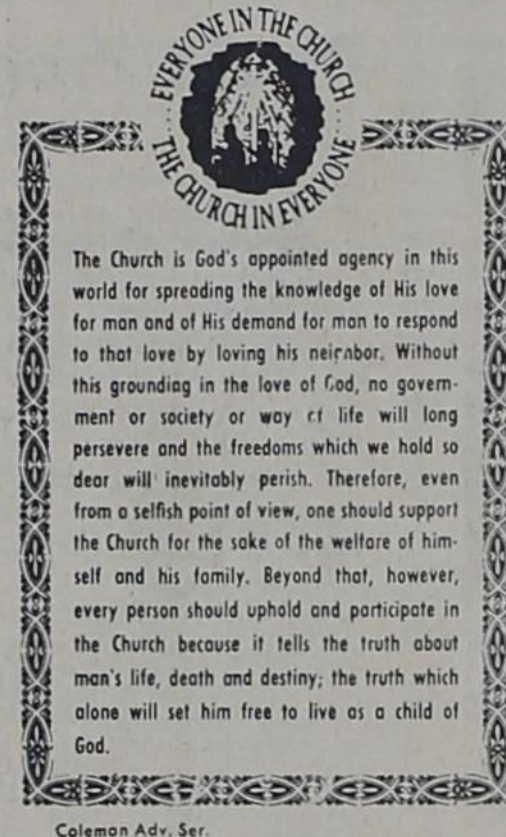 EVERYONE IN THE CHURCH
THE CHURCH IN EVERYONE
The Church is God's appointed agency in this
world for spreading the knowledge of His love
for man and of His demand for man to respond
to that love by loving his neighbor. Without
this grounding in the love of God, no govern-
ment or society or way of life will long
persevere and the freedoms which we hold so
dear will inevitably perish. Therefore, even
from a selfish point of view, one should support
the Church for the sake of the welfare of him-
self and his family. Beyond that, however,
every person should uphold and participate in
the Church because it tells the truth about
man's life, death and destiny; the truth which
alone will set him free to live as a child of
God.
Coleman Adv. Ser.